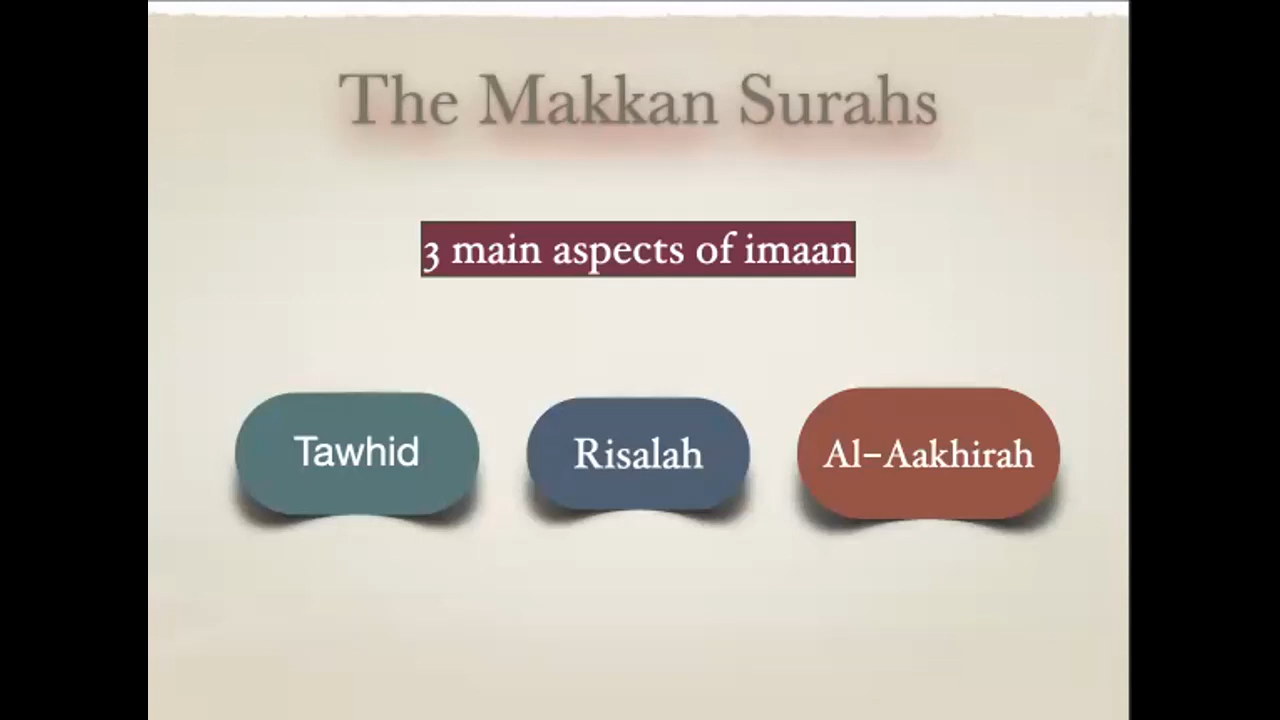 The Makkan Surahs
3 main aspects of imaan
Tawhid
Risalah
Al-Aakhirah